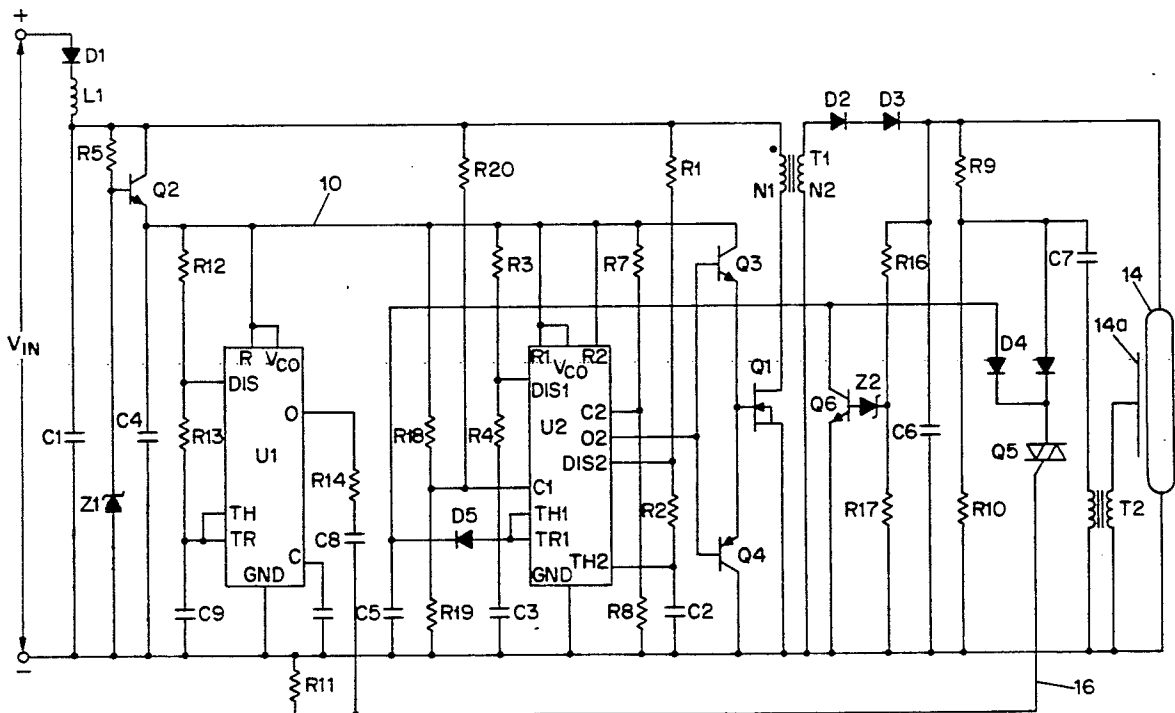 +
D1
L1
R5
Q2
10
R20
R1
D2
D3
T1
N1
N2
R9
R12
R3
R7
Q3
R16
C7
14
14a
VIN
R
VCO
DIS
O
R1
VCO
R2
DIS1
Q1
D4
Z2
Q6
C2
C1
C4
R13
U1
R18
R4
U2
O2
DIS2
C6
Q5
R14
C1
R2
R17
R10
T2
Z1
TH
TR
D5
TH1
TR1
C8
C
GND
TH2
GND
Q4
C9
C5
R19
C3
R8
C2
–
R11
16